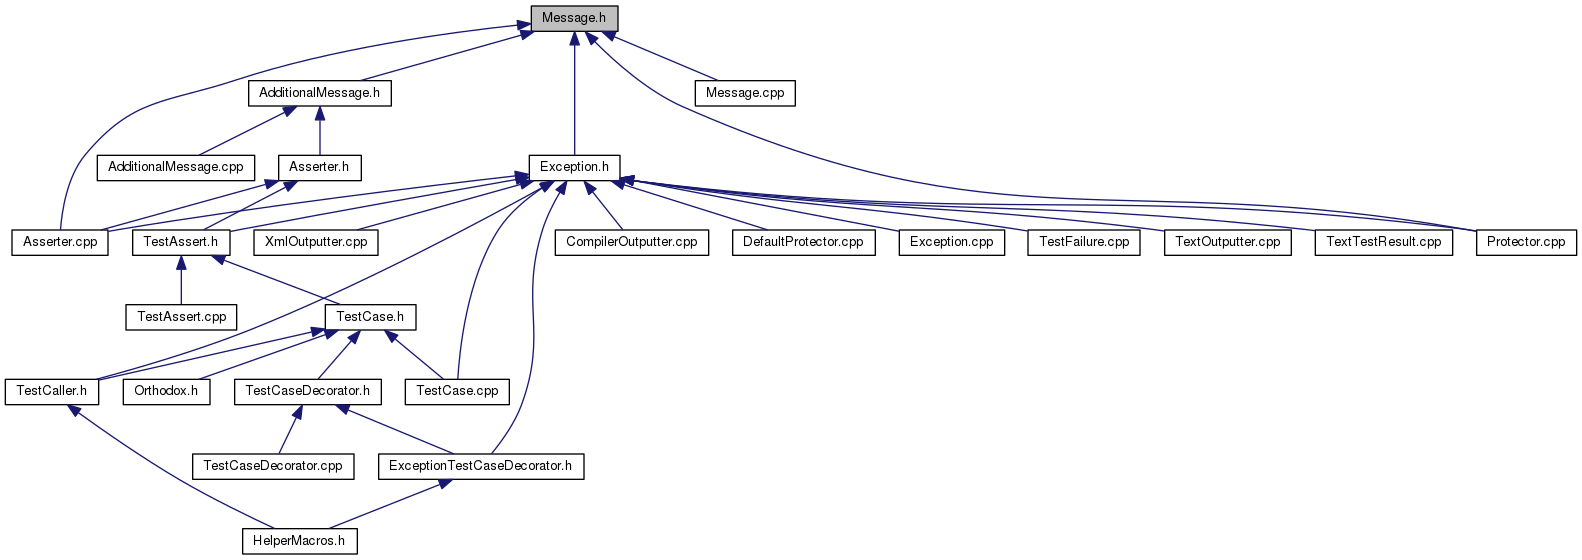 Message.h
AdditionalMessage.h
Message.cpp
AdditionalMessage.cpp
Asserter.h
Exception.h
Asserter.cpp
TestAssert.h
XmlOutputter.cpp
CompilerOutputter.cpp
DefaultProtector.cpp
Exception.cpp
TestFailure.cpp
TextOutputter.cpp
TextTestResult.cpp
Protector.cpp
TestAssert.cpp
TestCase.h
TestCaller.h
Orthodox.h
TestCaseDecorator.h
TestCase.cpp
TestCaseDecorator.cpp
ExceptionTestCaseDecorator.h
HelperMacros.h